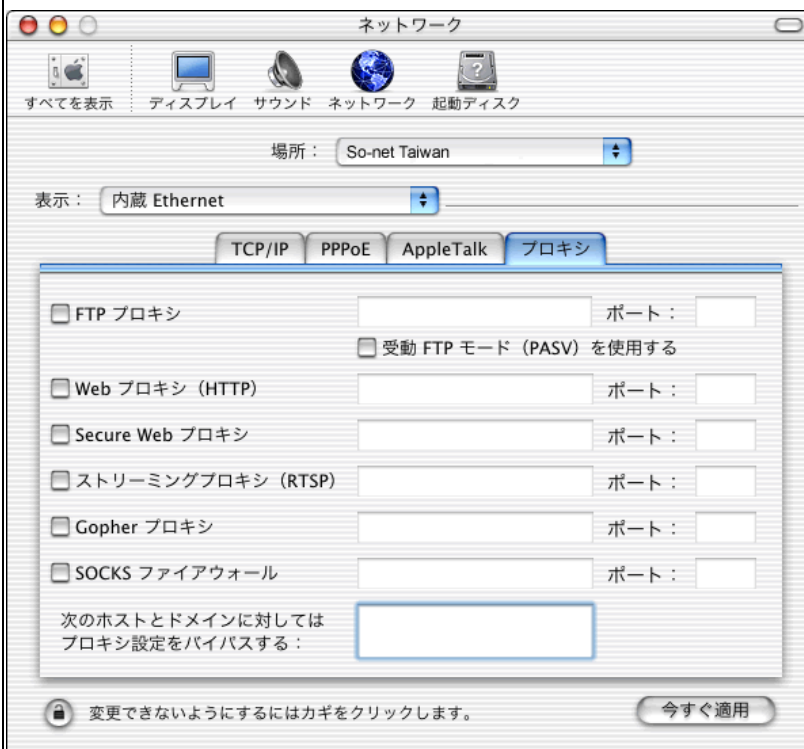 ネットワーク
すべてを表示 ディスプレイ サウンド ネットワーク 起動ディスク
場所： So-net Taiwan
表示： 内蔵 Ethernet
TCP/IP PPPoE AppleTalk プロキシ
FTP プロキシ ポート：
受動 FTP モード（PASV）を使用する
Web プロキシ（HTTP） ポート：
Secure Web プロキシ ポート：
ストリーミングプロキシ（RTSP） ポート：
Gopher プロキシ ポート：
SOCKS ファイアウォール ポート：
次のホストとドメインに対しては
プロキシ設定をバイパスする：
変更できないようにするにはカギをクリックします。 今すぐ適用